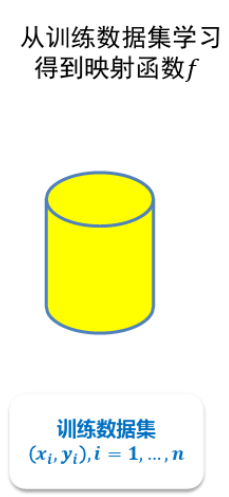 从训练数据集学习
得到映射函数f
训练数据集
(xᵢ, yᵢ), i = 1, ..., n